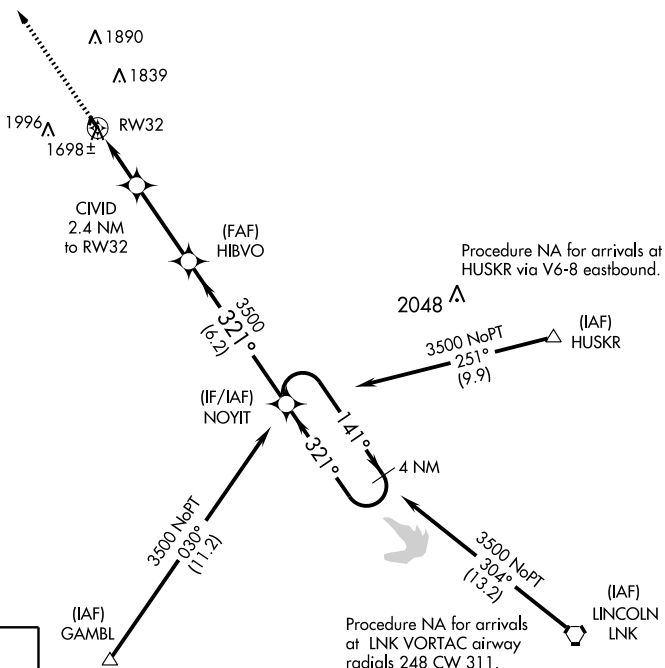 1890
1839
1996
RW32
1698±
CIVID
2.4 NM
to RW32
(FAF)
HIBVO
Procedure NA for arrivals at
HUSKR via V6-8 eastbound.
2048
(IAF)
HUSKR
3500 NoPT
251°
(9.9)
3500
321°
(6.2)
(IF/IAF)
NOYIT
141°
321°
4 NM
3500 NoPT
030°
(11.2)
3500 NoPT
304°
(13.2)
(IAF)
GAMBL
(IAF)
LINCOLN
LNK
Procedure NA for arrivals
at LNK VORTAC airway
radials 248 CW 311.